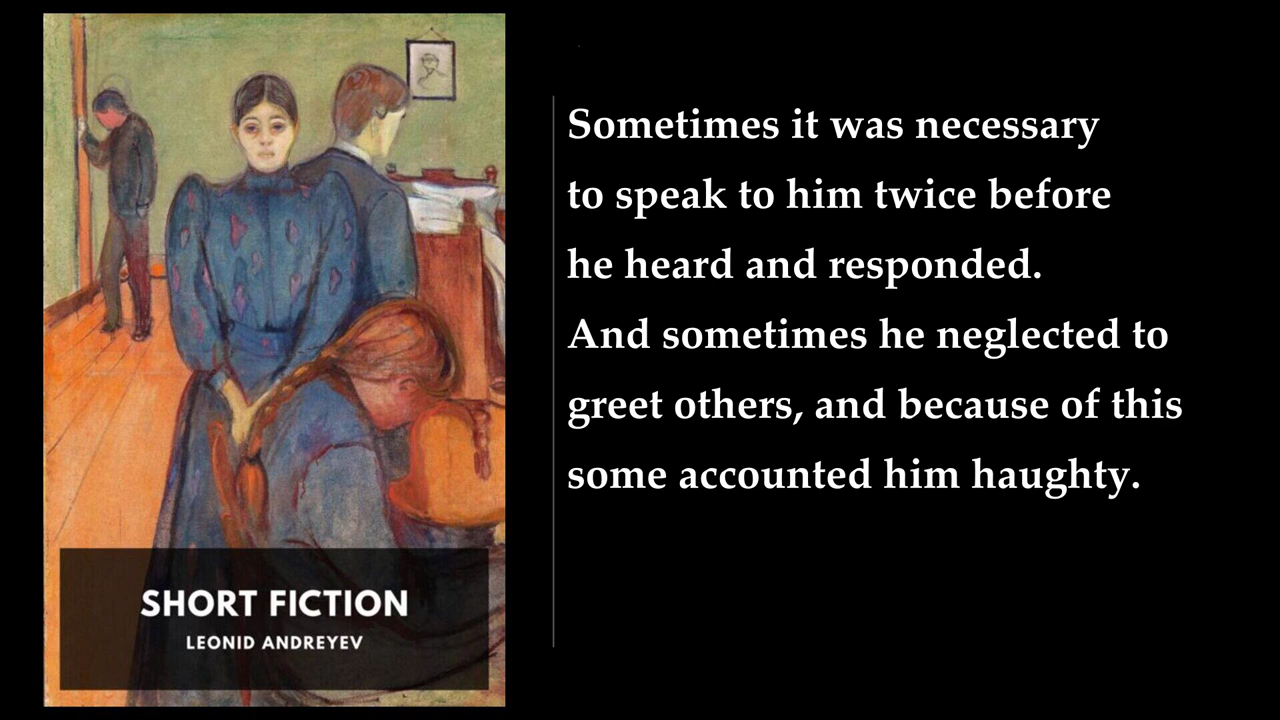 SHORT FICTION
LEONID ANDREYEV
Sometimes it was necessary
to speak to him twice before
he heard and responded.
And sometimes he neglected to
greet others, and because of this
some accounted him haughty.